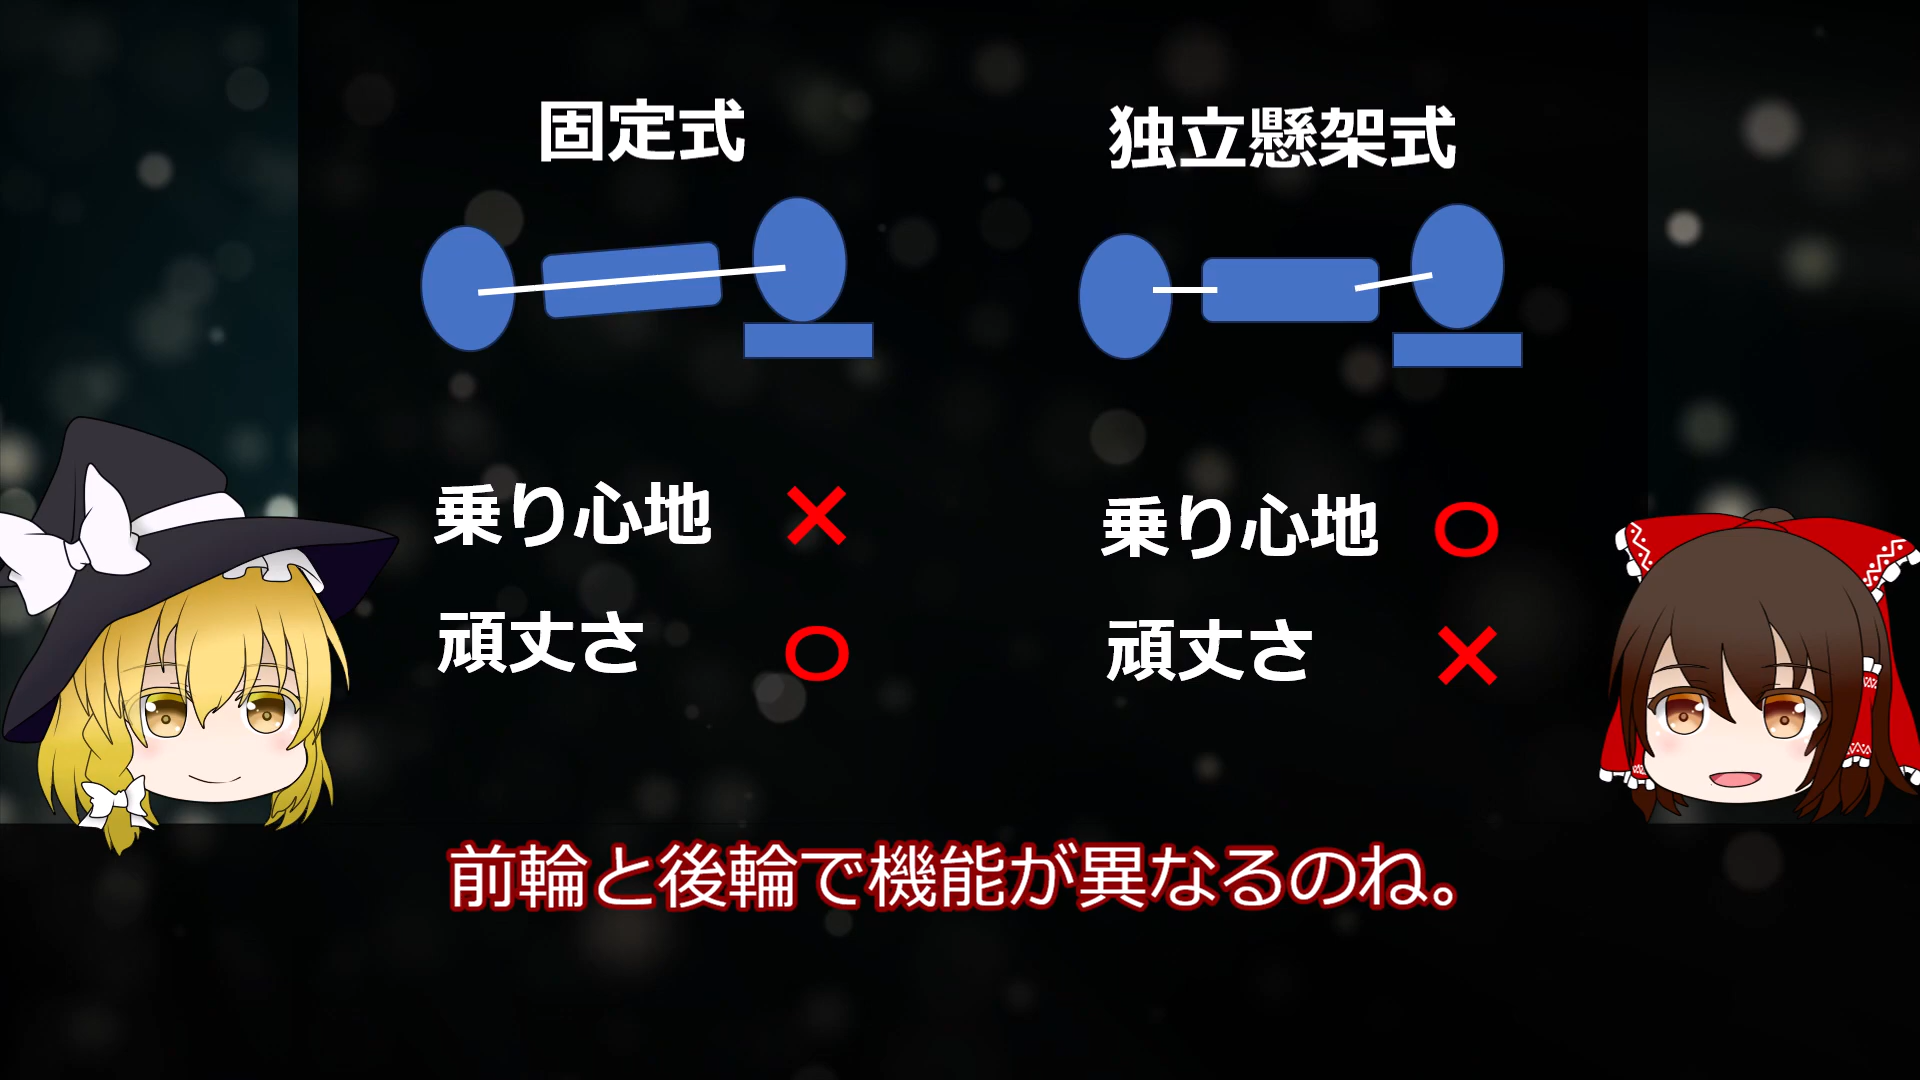 固定式
独立懸架式
乗り心地 ×
乗り心地 ○
頑丈さ ○
頑丈さ ×
前輪と後輪で機能が異なるのね。